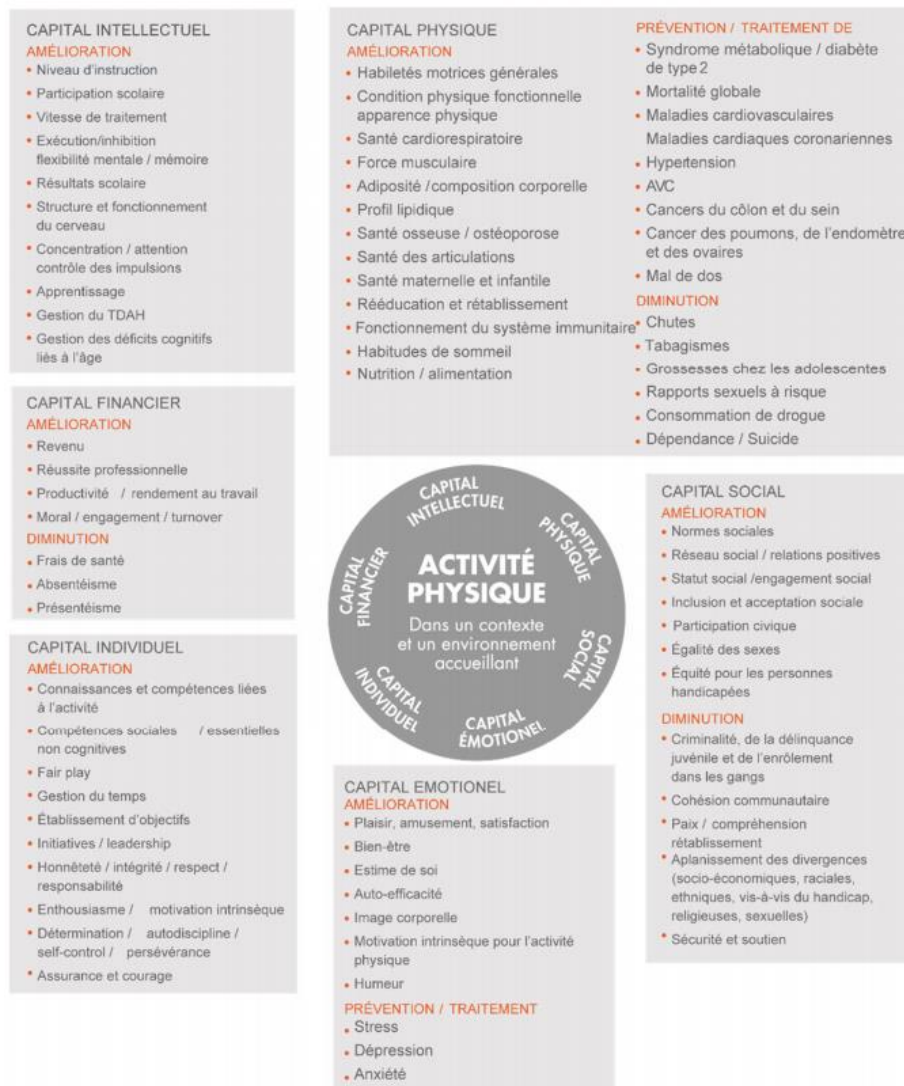 CAPITAL INTELLECTUEL
AMÉLIORATION
• Niveau d'instruction
• Participation scolaire
• Vitesse de traitement
• Exécution/inhibition
flexibilité mentale / mémoire
• Résultats scolaire
• Structure et fonctionnement
du cerveau
• Concentration / attention
contrôle des impulsions
• Apprentissage
• Gestion du TDAH
• Gestion des déficits cognitifs
liés à l'âge
CAPITAL PHYSIQUE
AMÉLIORATION
• Habiletés motrices générales
• Condition physique fonctionnelle
apparence physique
• Santé cardiorespiratoire
• Force musculaire
• Adiposité /composition corporelle
• Profil lipidique
• Santé osseuse / ostéoporose
• Santé des articulations
• Santé maternelle et infantile
• Rééducation et rétablissement
• Fonctionnement du système immunitaire
• Habitudes de sommeil
• Nutrition / alimentation
PRÉVENTION / TRAITEMENT DE
• Syndrome métabolique / diabète
de type 2
• Mortalité globale
• Maladies cardiovasculaires
Maladies cardiaques coronariennes
• Hypertension
• AVC
• Cancers du côlon et du sein
• Cancer des poumons, de l'endomètre
et des ovaires
• Mal de dos
DIMINUTION
• Chutes
• Tabagismes
• Grossesses chez les adolescentes
• Rapports sexuels à risque
• Consommation de drogue
• Dépendance / Suicide
CAPITAL FINANCIER
AMÉLIORATION
• Revenu
• Réussite professionnelle
• Productivité / rendement au travail
• Moral / engagement / turnover
DIMINUTION
• Frais de santé
• Absentéisme
• Présentéisme
CAPITAL
INTELLECTUEL
CAPITAL
PHYSIQUE
CAPITAL
SOCIAL
CAPITAL
ÉMOTIONEL
CAPITAL
INDIVIDUEL
CAPITAL
FINANCIER
ACTIVITÉ
PHYSIQUE
Dans un contexte
et un environnement
accueillant
CAPITAL SOCIAL
AMÉLIORATION
• Normes sociales
• Réseau social / relations positives
• Statut social /engagement social
• Inclusion et acceptation sociale
• Participation civique
• Égalité des sexes
• Équité pour les personnes
handicapées
DIMINUTION
• Criminalité, de la délinquance
juvénile et de l'enrôlement
dans les gangs
• Cohésion communautaire
• Paix / compréhension
rétablissement
• Aplanissement des divergences
(socio-économiques, raciales,
ethniques, vis-à-vis du handicap,
religieuses, sexuelles)
• Sécurité et soutien
CAPITAL INDIVIDUEL
AMÉLIORATION
• Connaissances et compétences liées
à l'activité
• Compétences sociales / essentielles
non cognitives
• Fair play
• Gestion du temps
• Établissement d'objectifs
• Initiatives / leadership
• Honnêteté / intégrité / respect /
responsabilité
• Enthousiasme / motivation intrinsèque
• Détermination / autodiscipline /
self-control / persévérance
• Assurance et courage
CAPITAL EMOTIONEL
AMÉLIORATION
• Plaisir, amusement, satisfaction
• Bien-être
• Estime de soi
• Auto-efficacité
• Image corporelle
• Motivation intrinsèque pour l'activité
physique
• Humeur
PRÉVENTION / TRAITEMENT
• Stress
• Dépression
• Anxiété